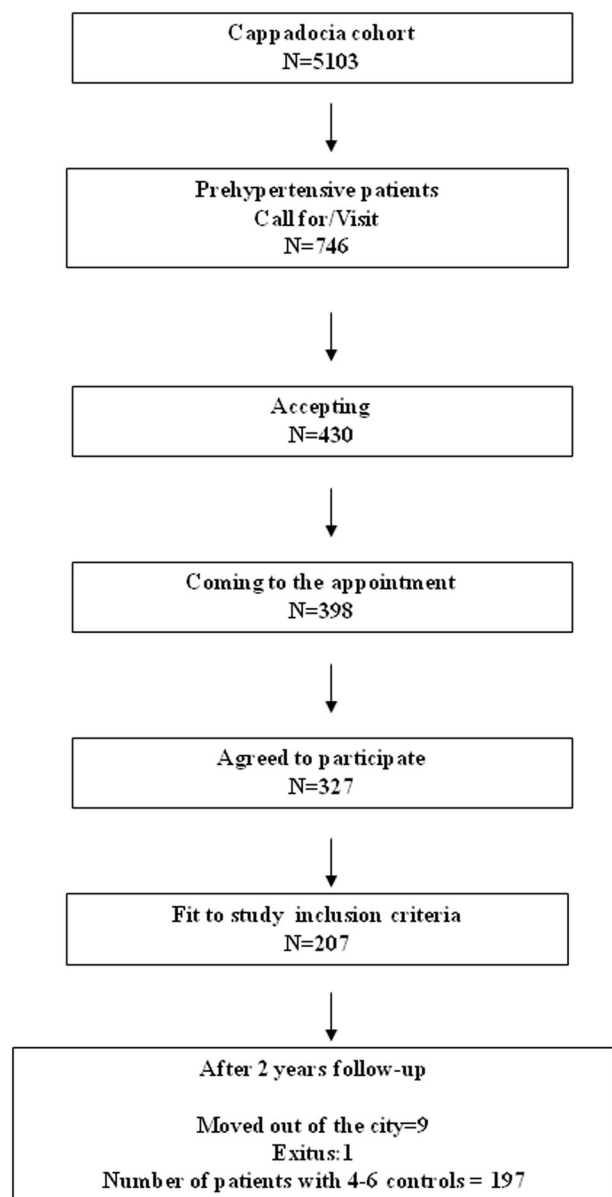 Cappadocia cohort
N=5103
Prehypertensive patients
Call for/Visit
N=746
Accepting
N=430
Coming to the appointment
N=398
Agreed to participate
N=327
Fit to study inclusion criteria
N=207
After 2 years follow-up
Moved out of the city=9
Exitus:1
Number of patients with 4-6 controls = 197